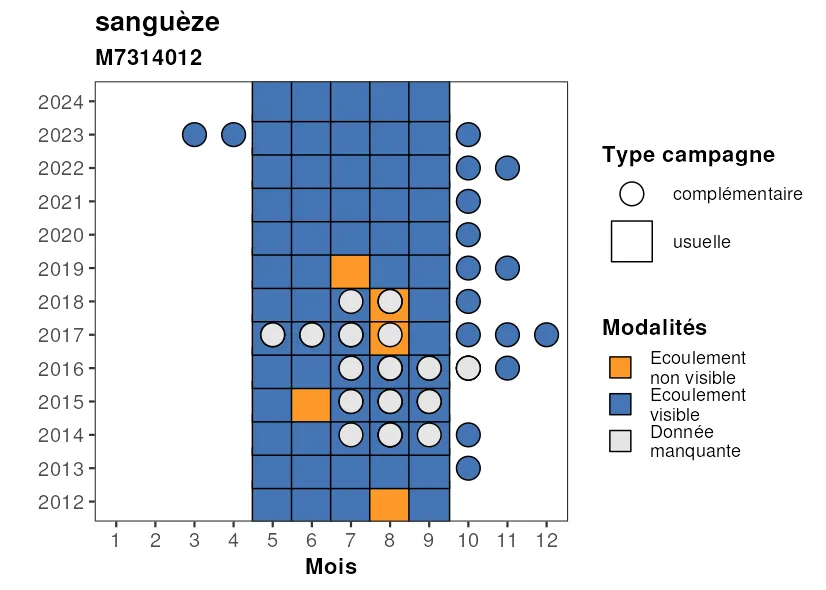 sanguèze
M7314012
2024
2023
2022
2021
2020
2019
2018
2017
2016
2015
2014
2013
2012
1 2 3 4 5 6 7 8 9 10 11 12
Mois
Type campagne
complémentaire
usuelle
Modalités
Ecoulement
non visible
Ecoulement
visible
Donnée
manquante